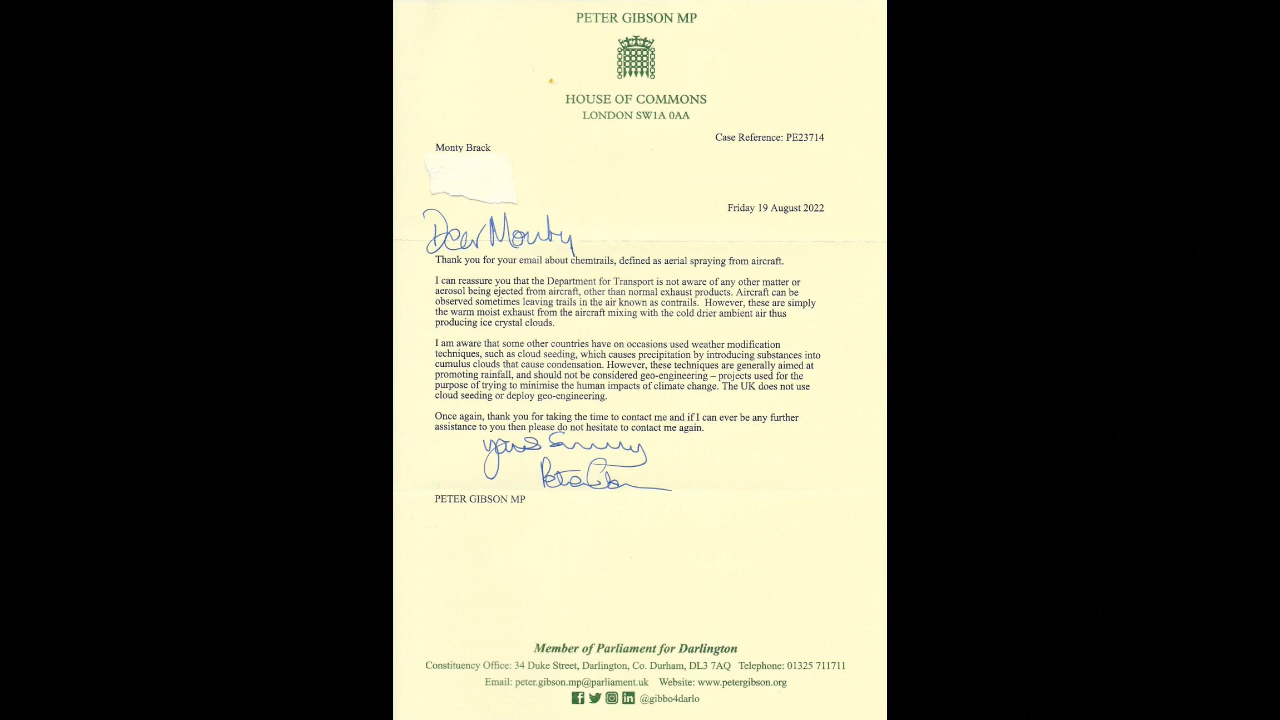 PETER GIBSON MP
HOUSE OF COMMONS
LONDON SW1A 0AA
Case Reference: PE23714
Monty Brack
Friday 19 August 2022
Dear Monty
Thank you for your email about chemtrails, defined as aerial spraying from aircraft.
I can reassure you that the Department for Transport is not aware of any other matter or
aerosol being ejected from aircraft, other than normal exhaust products. Aircraft can be
observed sometimes leaving trails in the air known as contrails. However, these are simply
the warm moist exhaust from the aircraft mixing with the cold drier ambient air thus
producing ice crystal clouds.
I am aware that some other countries have on occasions used weather modification
techniques, such as cloud seeding, which causes precipitation by introducing substances into
cumulus clouds that cause condensation. However, these techniques are generally aimed at
promoting rainfall, and should not be considered geo-engineering – projects used for the
purpose of trying to minimise the human impacts of climate change. The UK does not use
cloud seeding or deploy geo-engineering.
Once again, thank you for taking the time to contact me and if I can ever be any further
assistance to you then please do not hesitate to contact me again.
yours Sincerely
Peter Gibson
PETER GIBSON MP
Member of Parliament for Darlington
Constituency Office: 34 Duke Street, Darlington, Co. Durham, DL3 7AQ Telephone: 01325 711711
Email: peter.gibson.mp@parliament.uk Website: www.petergibson.org
@gibbo4darlo